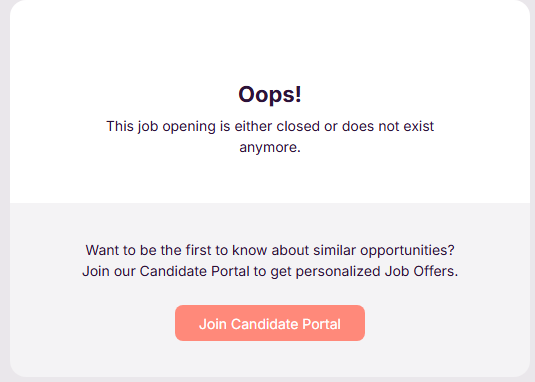 Oops!
This job opening is either closed or does not exist
anymore.
Want to be the first to know about similar opportunities?
Join our Candidate Portal to get personalized Job Offers.
Join Candidate Portal